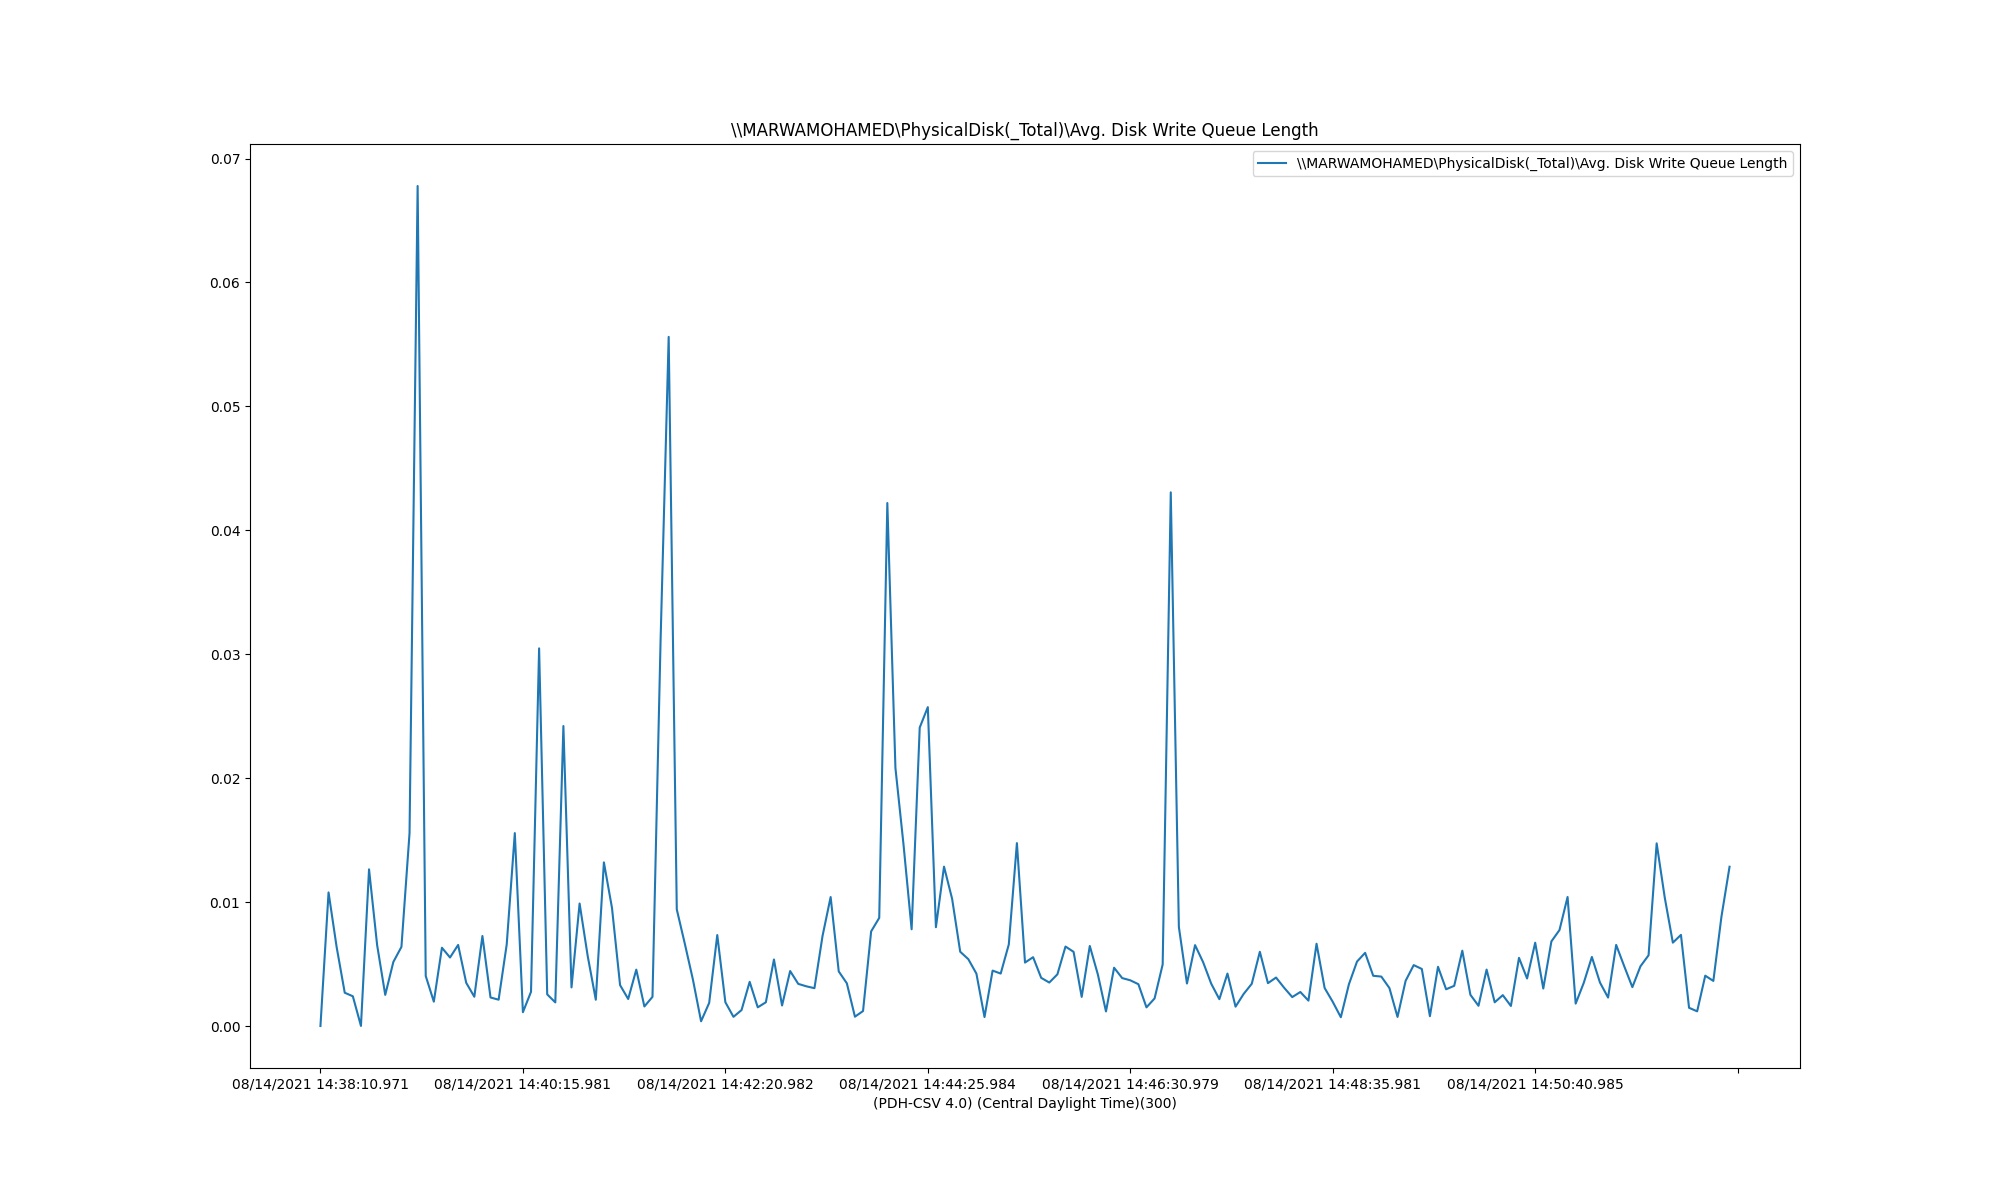 \\MARWAMOHAMED\PhysicalDisk(_Total)\Avg. Disk Write Queue Length
\\MARWAMOHAMED\PhysicalDisk(_Total)\Avg. Disk Write Queue Length
0.07
0.06
0.05
0.04
0.03
0.02
0.01
0.00
08/14/2021 14:38:10.971 08/14/2021 14:40:15.981 08/14/2021 14:42:20.982 08/14/2021 14:44:25.984 08/14/2021 14:46:30.979 08/14/2021 14:48:35.981 08/14/2021 14:50:40.985
(PDH-CSV 4.0) (Central Daylight Time)(300)